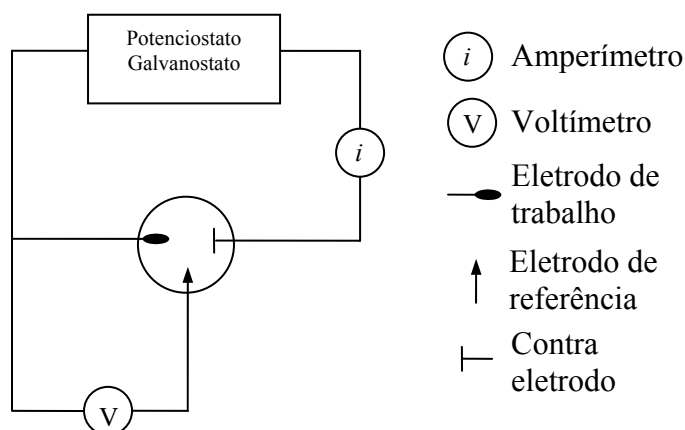 Potenciostato
Galvanostato
i
V
i Amperímetro
V Voltímetro
Eletrodo de
trabalho
Eletrodo de
referência
Contra
eletrodo